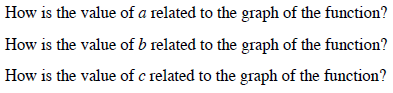 How is the value of a related to the graph of the function?
How is the value of b related to the graph of the function?
How is the value of c related to the graph of the function?